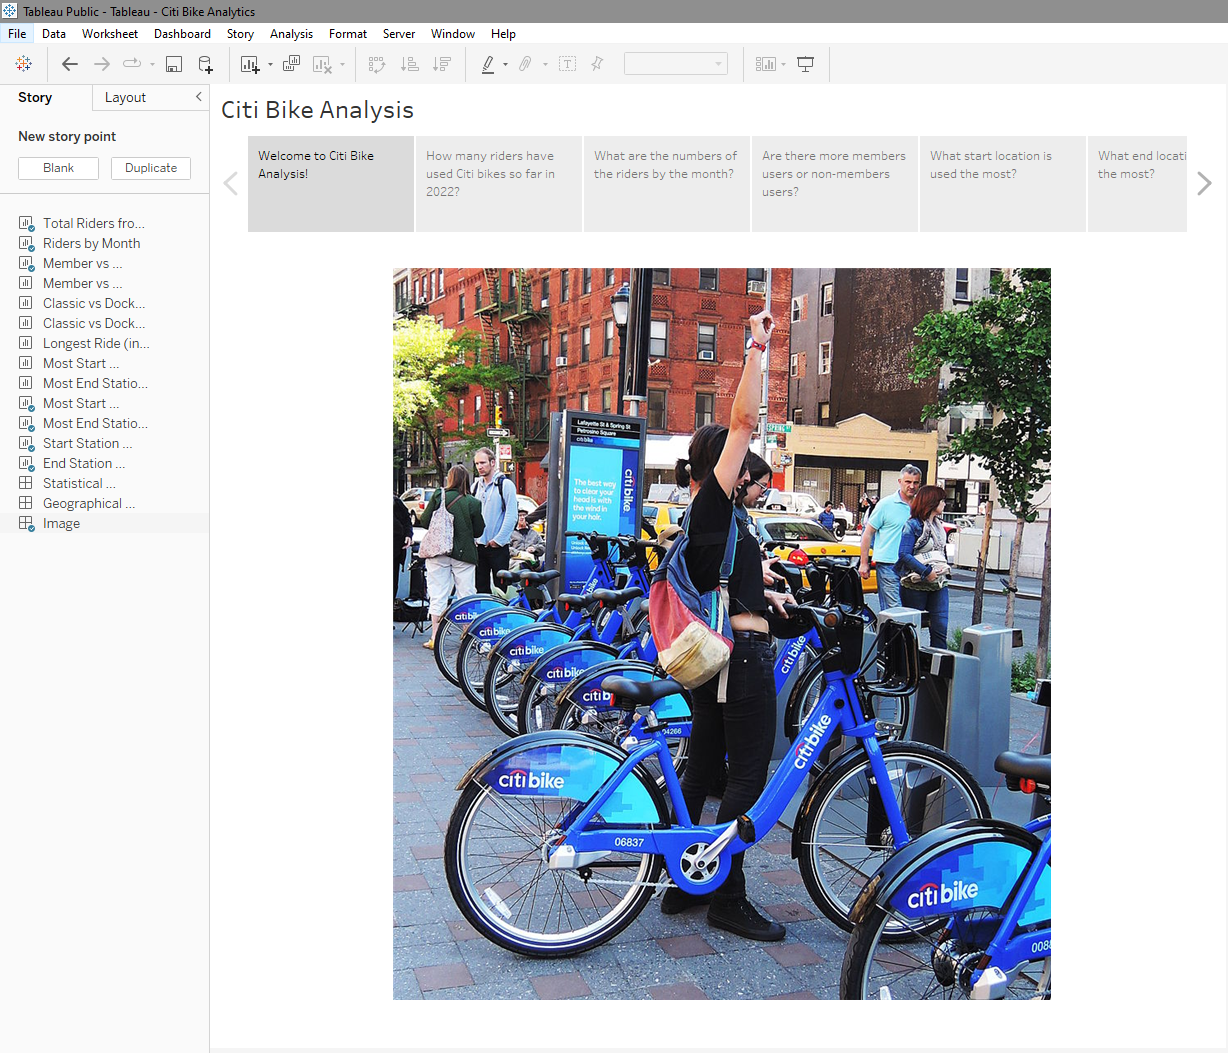 Tableau Public - Tableau - Citi Bike Analytics
File Data Worksheet Dashboard Story Analysis Format Server Window Help
Story Layout
New story point
Blank Duplicate
Total Riders fro...
Riders by Month
Member vs ...
Member vs ...
Classic vs Dock...
Classic vs Dock...
Longest Ride (in...
Most Start ...
Most End Statio...
Most Start ...
Most End Statio...
Start Station ...
End Station ...
Statistical ...
Geographical ...
Image
Citi Bike Analysis
Welcome to Citi Bike
Analysis!
How many riders have
used Citi bikes so far in
2022?
What are the numbers of
the riders by the month?
Are there more members
users or non-members
users?
What start location is
used the most?
What end locati
the most?
Lafayette St & Spring St
Petrosino Square
citi bike
citi bike
The best way
to clear your
head is with
the wind in
your hair.
SPRING
citi bike
citi bike
citi bike
citi bike
citi b
04266
citi bike
citi bike
citi bike
06837
citi bike
008